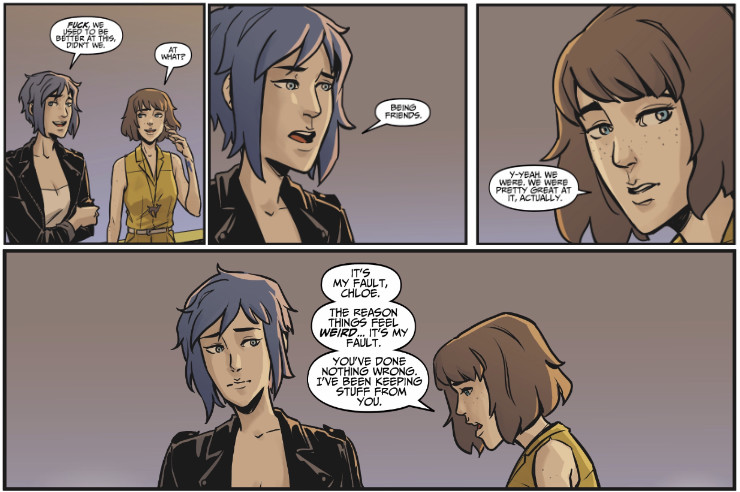 FUCK, WE
USED TO BE
BETTER AT THIS,
DIDN'T WE.
AT
WHAT?
BEING
FRIENDS.
Y-YEAH. WE
WERE. WE WERE
PRETTY GREAT AT
IT, ACTUALLY.
IT'S
MY FAULT,
CHLOE.
THE REASON
THINGS FEEL
WEIRD... IT'S MY
FAULT.
YOU'VE DONE
NOTHING WRONG.
I'VE BEEN KEEPING
STUFF FROM
YOU.